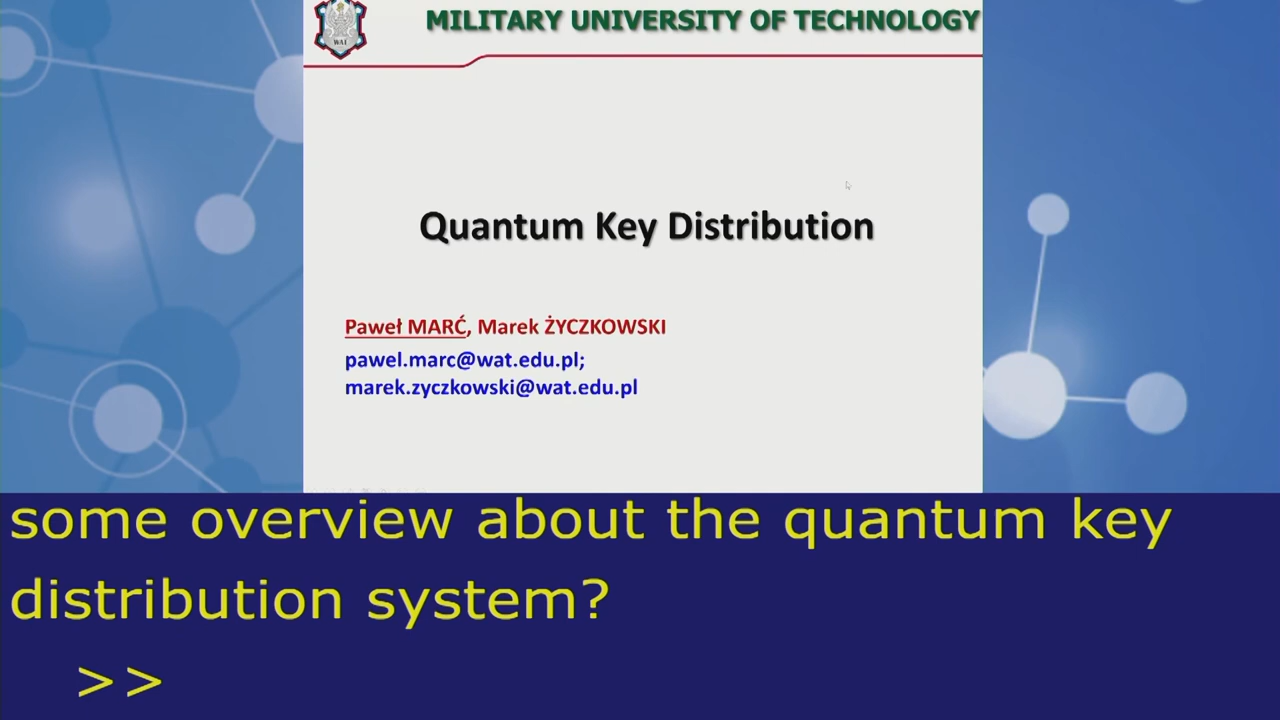 WAT
MILITARY UNIVERSITY OF TECHNOLOGY
Quantum Key Distribution
Paweł MARĆ, Marek ŻYCZKOWSKI
pawel.marc@wat.edu.pl;
marek.zyczkowski@wat.edu.pl
some overview about the quantum key
distribution system?
>>